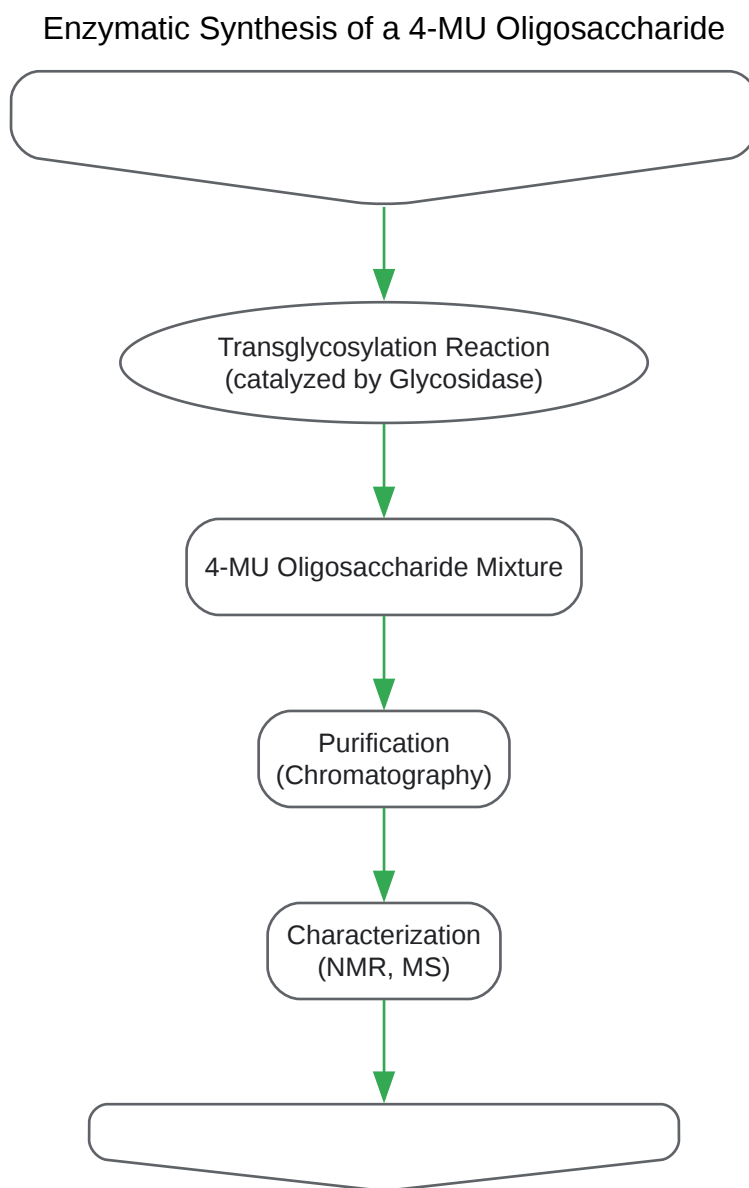 Enzymatic Synthesis of a 4-MU Oligosaccharide
Transglycosylation Reaction
(catalyzed by Glycosidase)
4-MU Oligosaccharide Mixture
Purification
(Chromatography)
Characterization
(NMR, MS)